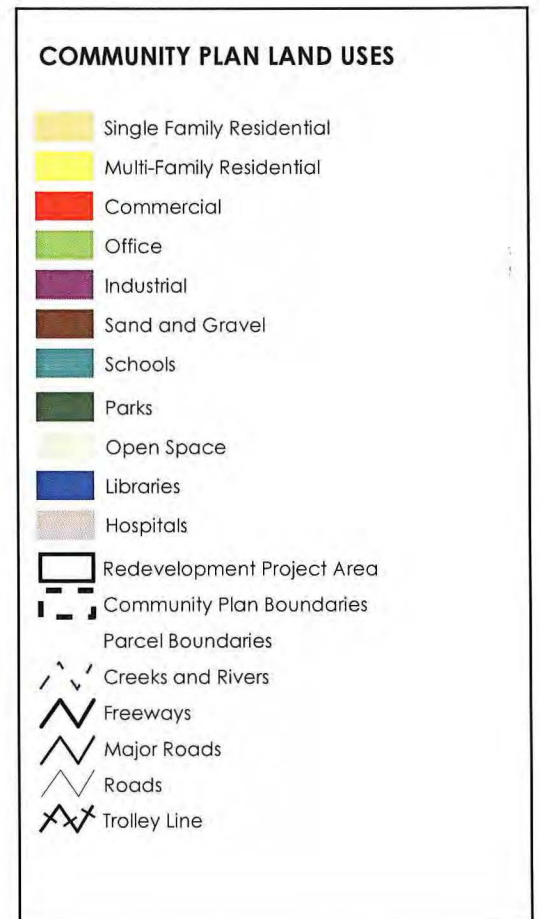 COMMUNITY PLAN LAND USES
Single Family Residential
Multi-Family Residential
Commercial
Office
Industrial
Sand and Gravel
Schools
Parks
Open Space
Libraries
Hospitals
Redevelopment Project Area
Community Plan Boundaries
Parcel Boundaries
Creeks and Rivers
Freeways
Major Roads
Roads
Trolley Line